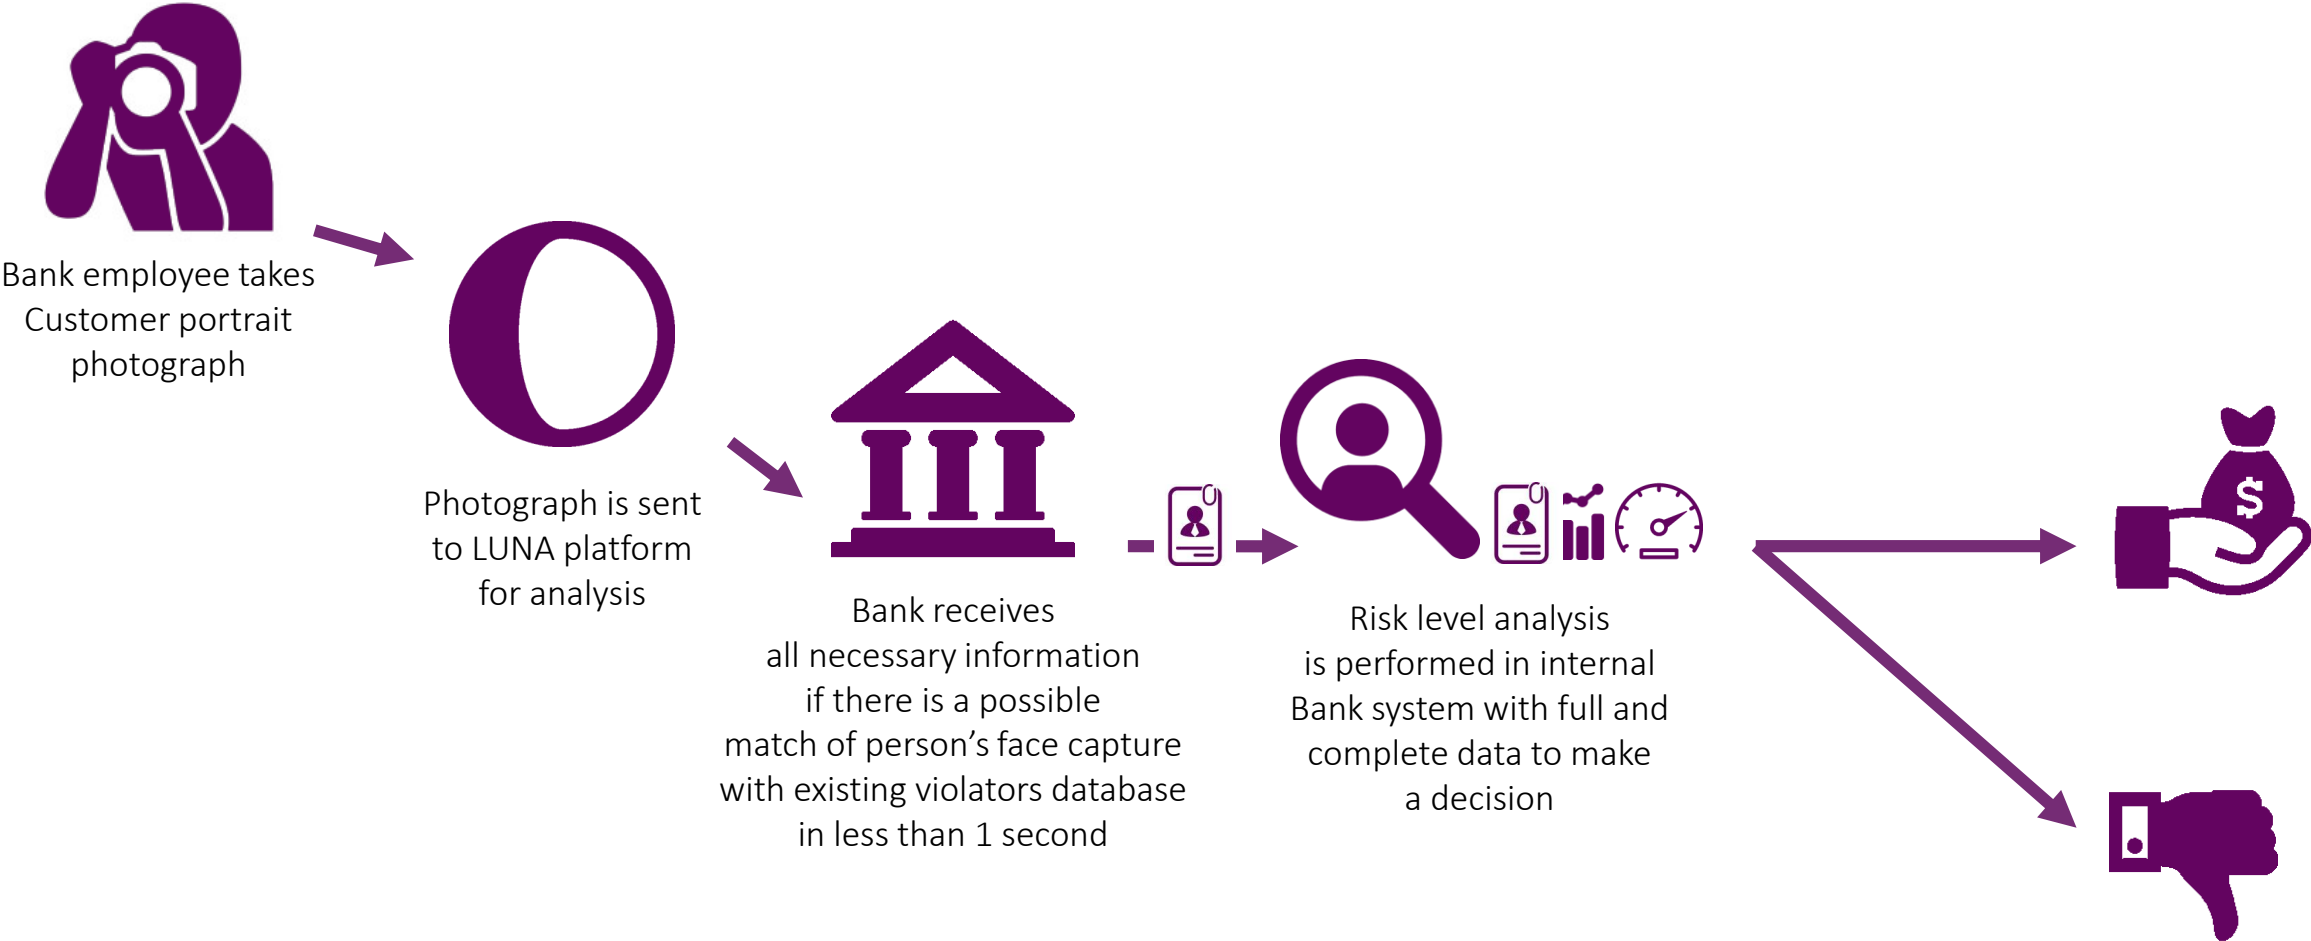 Bank employee takes
Customer portrait
photograph
Photograph is sent
to LUNA platform
for analysis
Bank receives
all necessary information
if there is a possible
match of person’s face capture
with existing violators database
in less than 1 second
Risk level analysis
is performed in internal
Bank system with full and
complete data to make
a decision
$